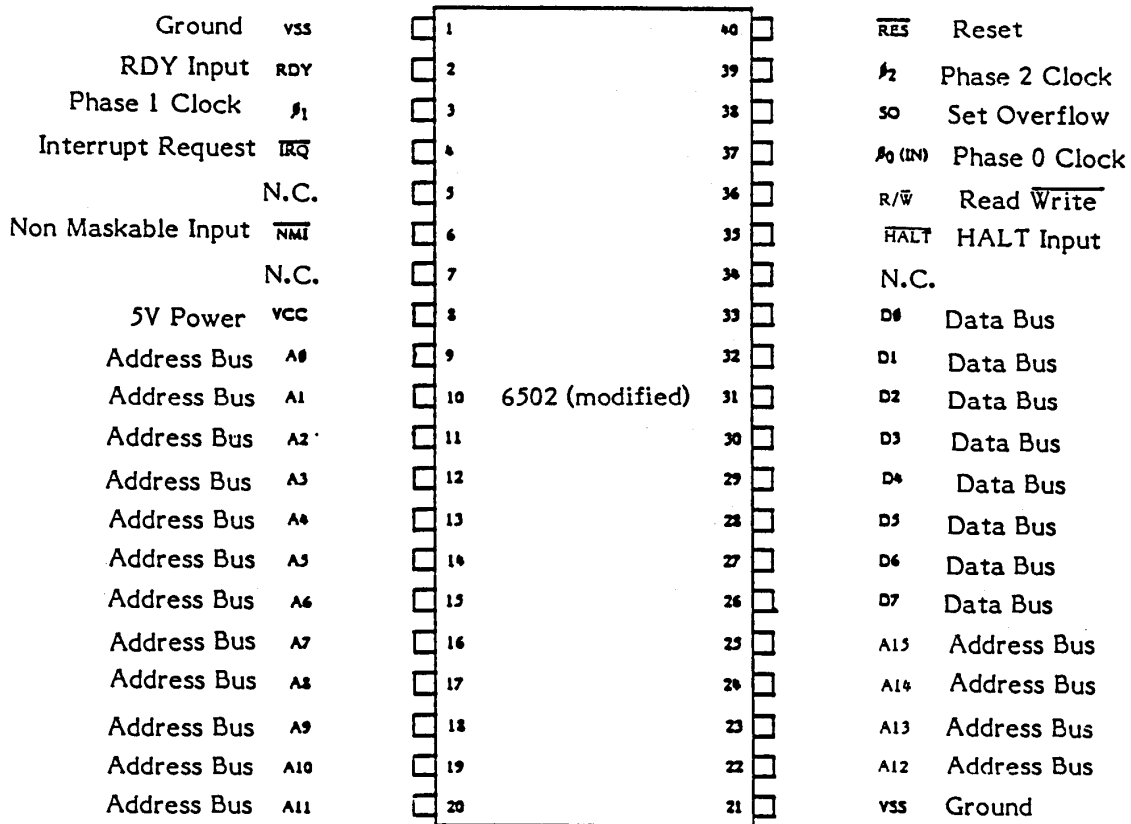 Ground VSS 1 40 R̅E̅S̅ Reset
RDY Input RDY 2 39 ϕ2 Phase 2 Clock
Phase 1 Clock ϕ1 3 38 SO Set Overflow
Interrupt Request I̅R̅Q̅ 4 37 ϕ0 (IN) Phase 0 Clock
N.C. 5 36 R/W̅ Read W̅r̅i̅t̅e̅
Non Maskable Input N̅M̅I̅ 6 35 H̅A̅L̅T̅ HALT Input
N.C. 7 34 N.C.
5V Power VCC 8 33 D0 Data Bus
Address Bus A0 9 32 D1 Data Bus
Address Bus A1 10 6502 (modified) 31 D2 Data Bus
Address Bus A2 11 30 D3 Data Bus
Address Bus A3 12 29 D4 Data Bus
Address Bus A4 13 28 D5 Data Bus
Address Bus A5 14 27 D6 Data Bus
Address Bus A6 15 26 D7 Data Bus
Address Bus A7 16 25 A15 Address Bus
Address Bus A8 17 24 A14 Address Bus
Address Bus A9 18 23 A13 Address Bus
Address Bus A10 19 22 A12 Address Bus
Address Bus A11 20 21 VSS Ground